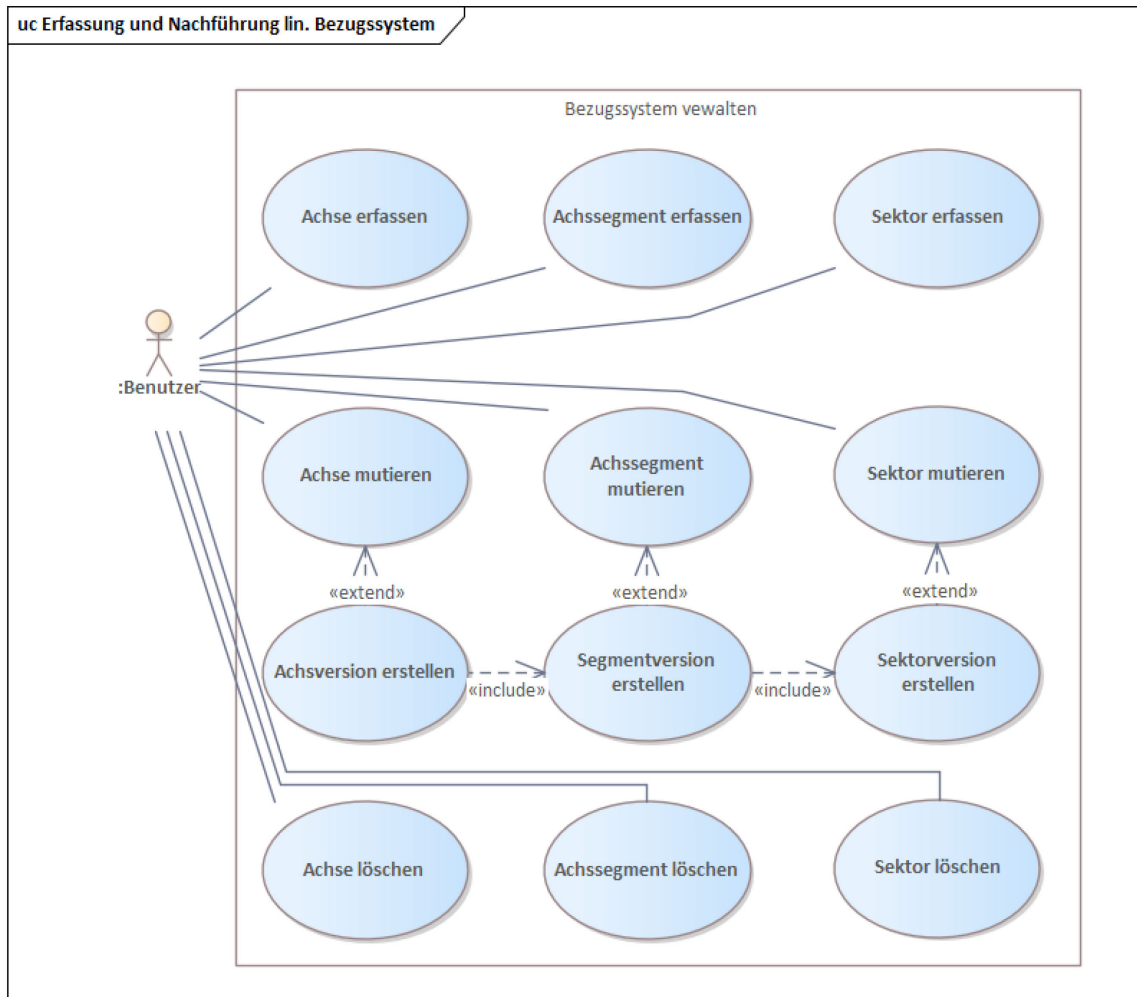 uc Erfassung und Nachführung lin. Bezugssystem
Bezugssystem vewalten
Achse erfassen
Achssegment erfassen
Sektor erfassen
:Benutzer
Achse mutieren
Achssegment
mutieren
Sektor mutieren
«extend»
«extend»
«extend»
Achsversion erstellen
«include»
Segmentversion
erstellen
«include»
Sektorversion
erstellen
Achse löschen
Achssegment löschen
Sektor löschen